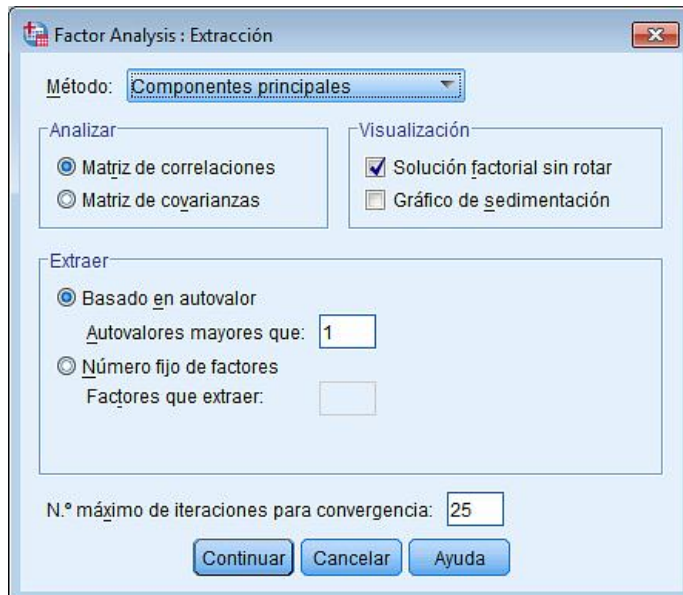 Factor Analysis : Extracción
Método: Componentes principales
Analizar
Matriz de correlaciones
Matriz de covarianzas
Visualización
Solución factorial sin rotar
Gráfico de sedimentación
Extraer
Basado en autovalor
Autovalores mayores que: 1
Número fijo de factores
Factores que extraer:
N.º máximo de iteraciones para convergencia: 25
Continuar Cancelar Ayuda